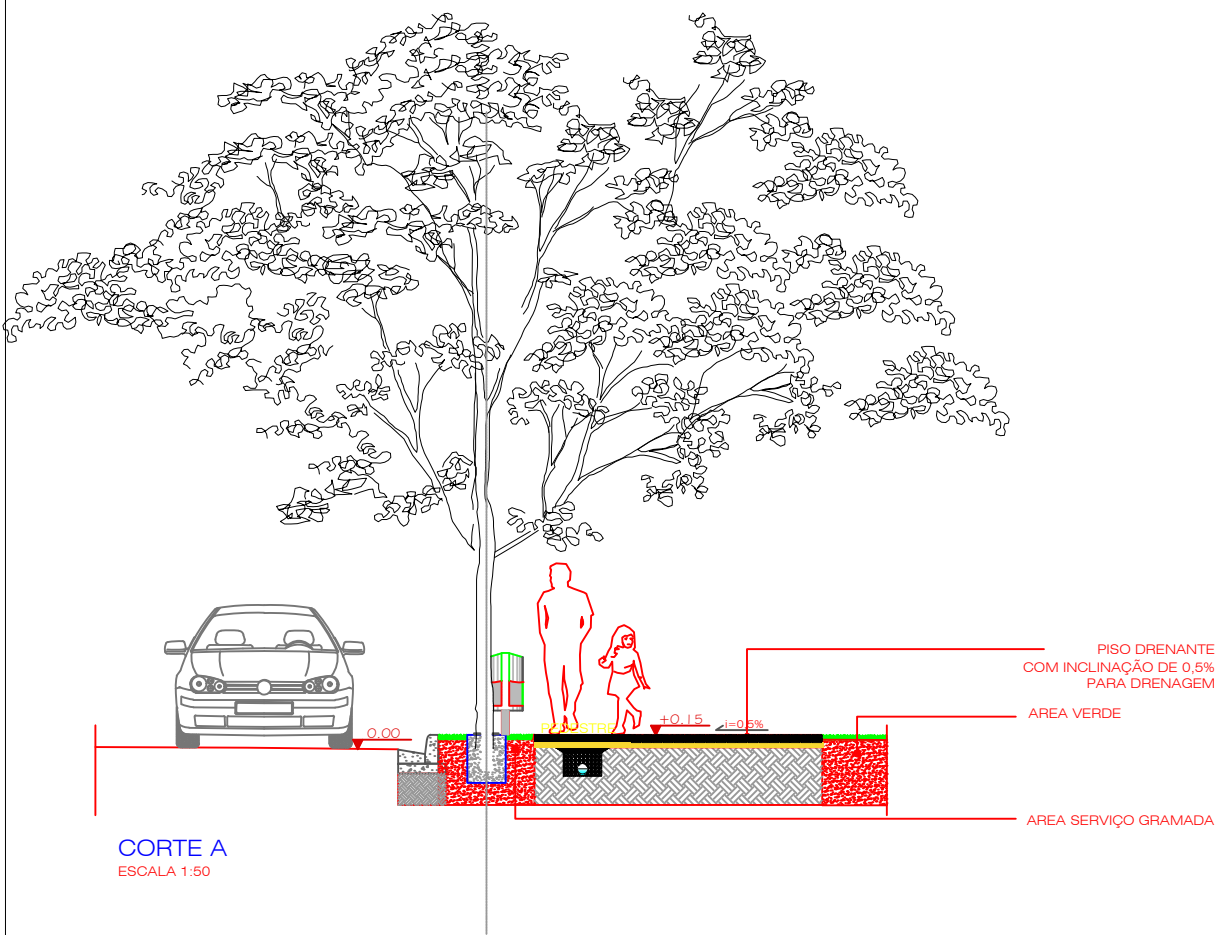 PISO DRENANTE
COM INCLINAÇÃO DE 0,5%
PARA DRENAGEM
AREA VERDE
+0.15
i=0,5%
PEDESTRE
0.00
AREA SERVIÇO GRAMADA
CORTE A
ESCALA 1:50